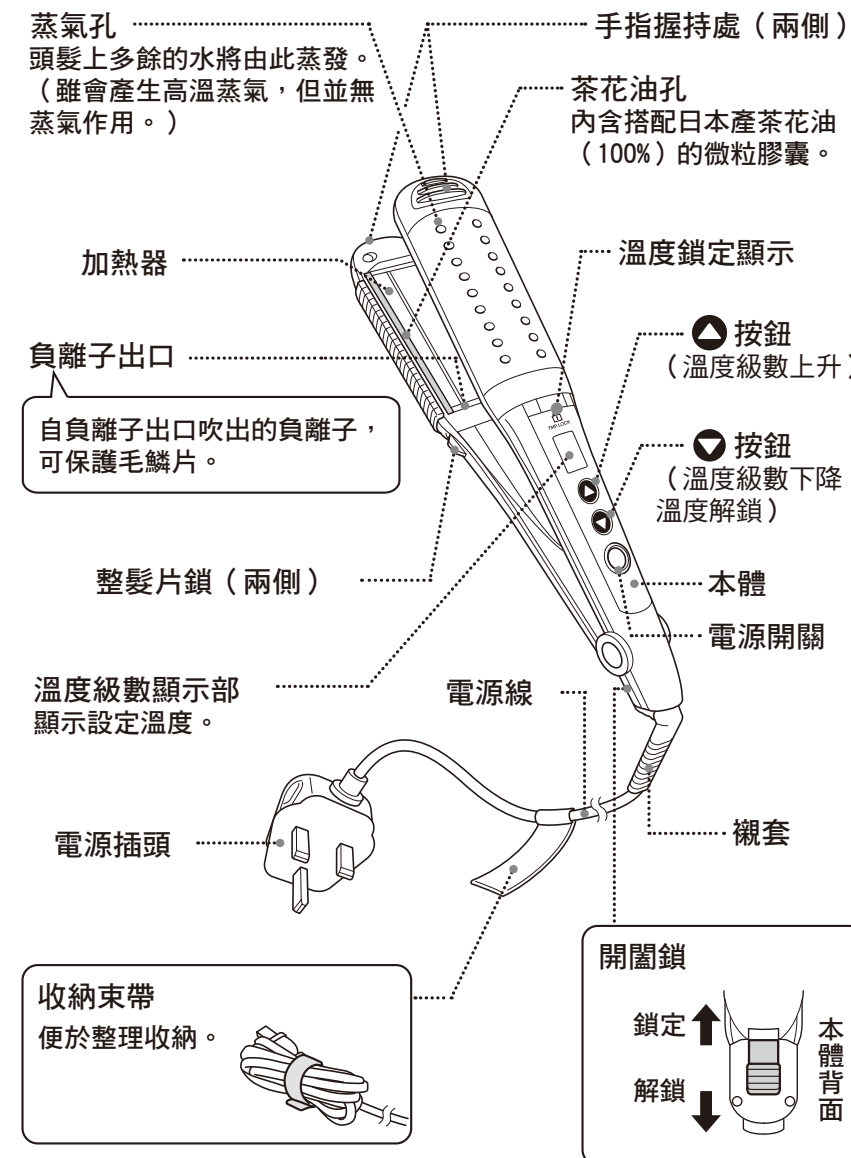 蒸氣孔
頭髮上多餘的水將由此蒸發。
（雖會產生高溫蒸氣，但並無
蒸氣作用。）
手指握持處（兩側）
茶花油孔
內含搭配日本產茶花油
（100%）的微粒膠囊。
加熱器
溫度鎖定顯示
負離子出口
自負離子出口吹出的負離子，
可保護毛鱗片。
按鈕
（溫度級數上升）
TMP LOCK
按鈕
（溫度級數下降
溫度解鎖）
整髮片鎖（兩側）
本體
電源開關
溫度級數顯示部
顯示設定溫度。
電源線
電源插頭
襯套
收納束帶
便於整理收納。
開闔鎖
鎖定
解鎖
本體背面